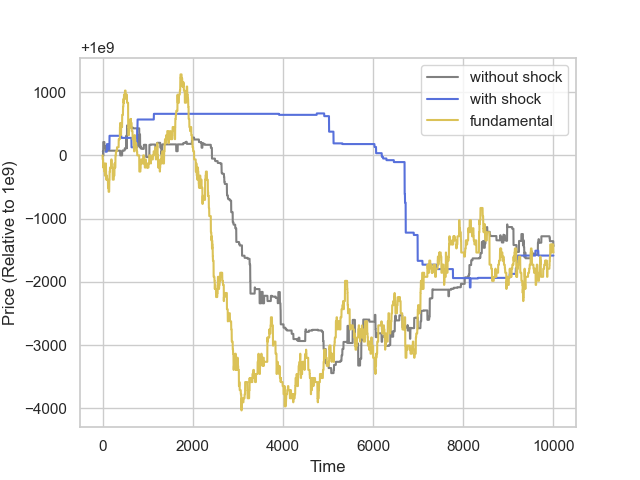 +1e9
1000
0
−1000
−2000
−3000
−4000
Price (Relative to 1e9)
without shock
with shock
fundamental
0
2000
4000
6000
8000
10000
Time